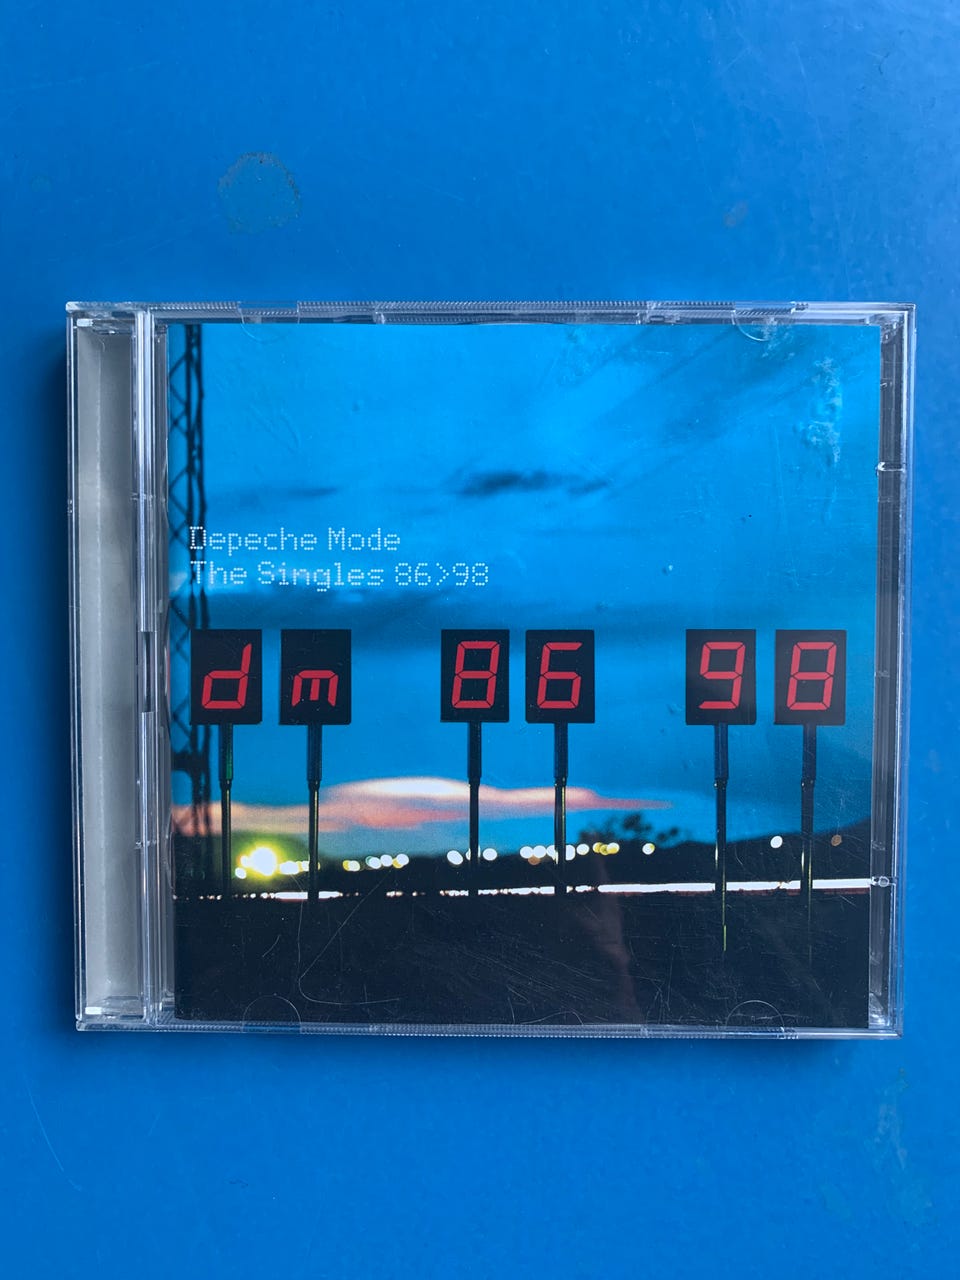 Depeche Mode
The Singles 86>98
dm 86 98